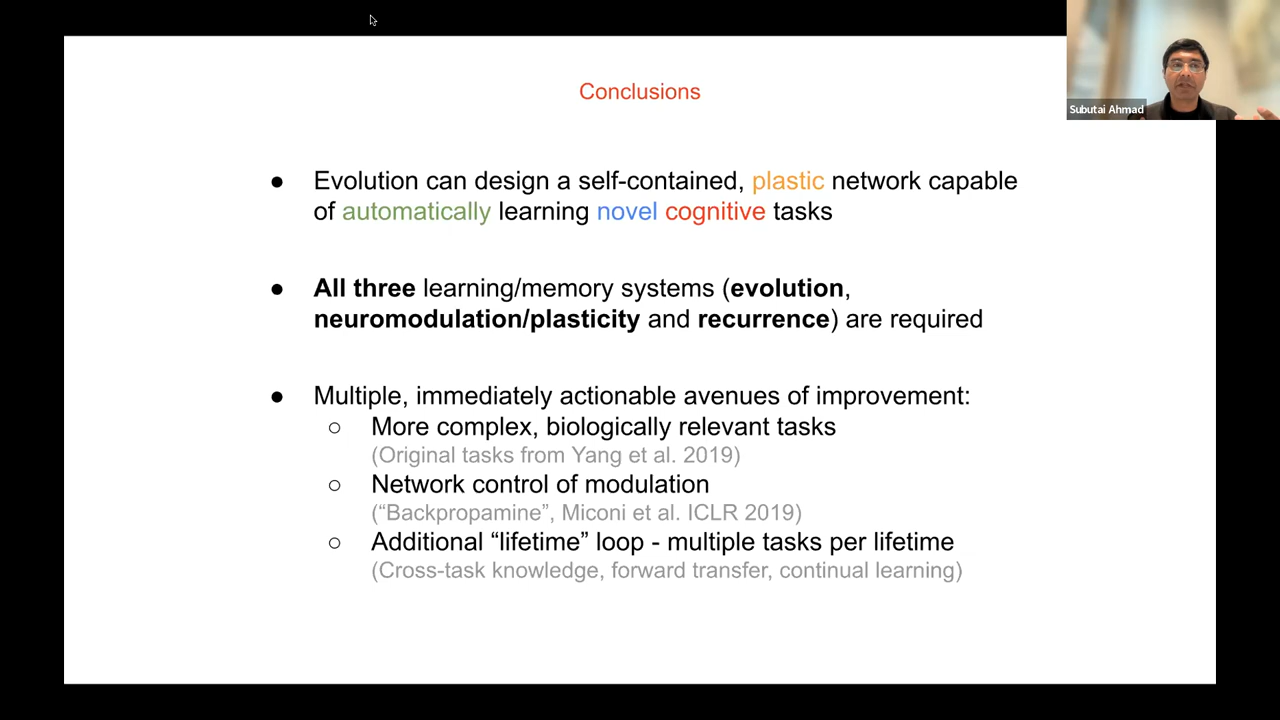 Subutai Ahmad
Conclusions
● Evolution can design a self-contained, plastic network capable
of automatically learning novel cognitive tasks
● All three learning/memory systems (evolution,
neuromodulation/plasticity and recurrence) are required
● Multiple, immediately actionable avenues of improvement:
○ More complex, biologically relevant tasks
(Original tasks from Yang et al. 2019)
○ Network control of modulation
(“Backpropamine”, Miconi et al. ICLR 2019)
○ Additional “lifetime” loop - multiple tasks per lifetime
(Cross-task knowledge, forward transfer, continual learning)